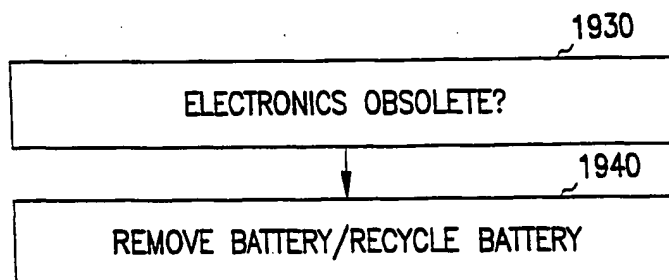 1930
ELECTRONICS OBSOLETE?
1940
REMOVE BATTERY/RECYCLE BATTERY